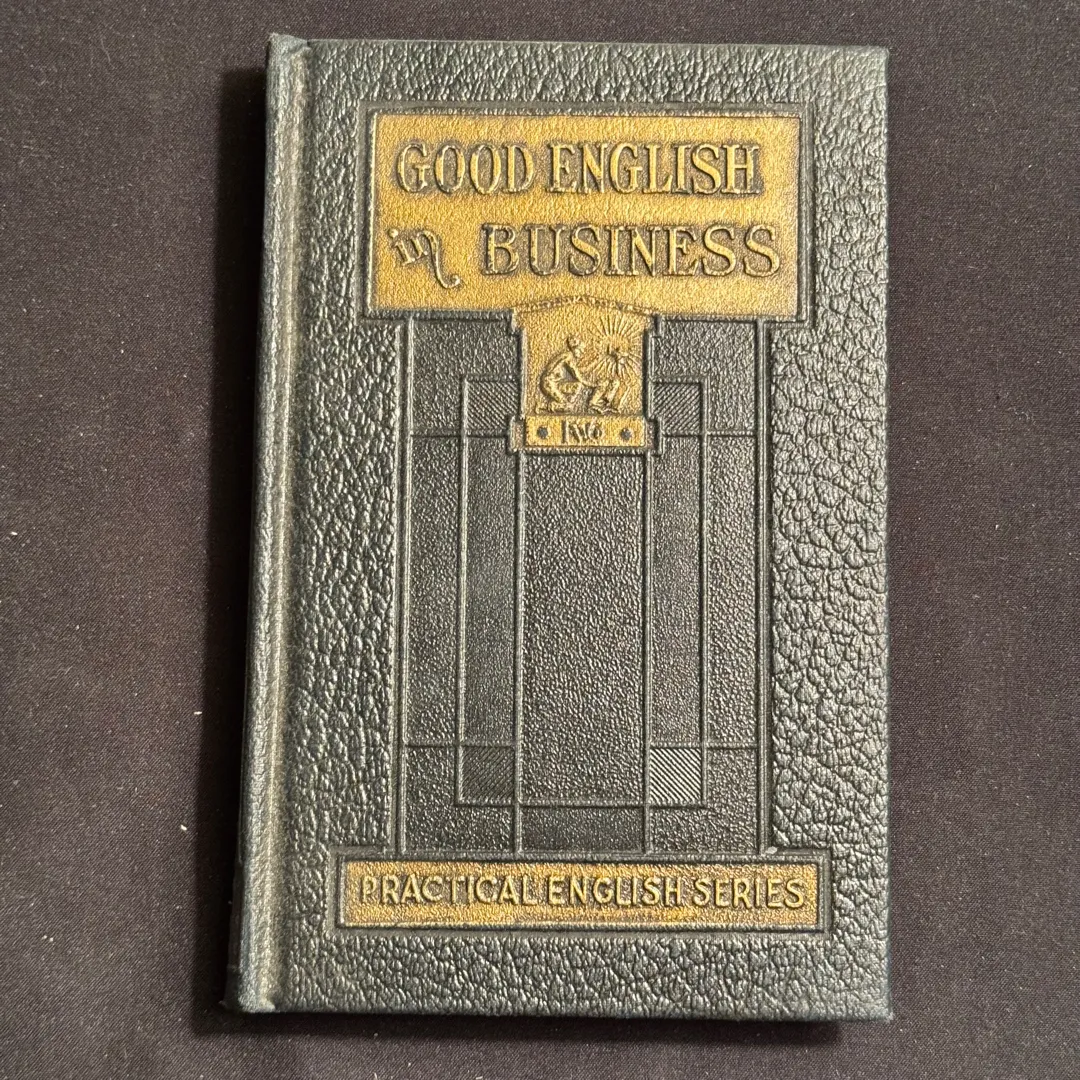 GOOD ENGLISH
in BUSINESS
PRACTICAL ENGLISH SERIES